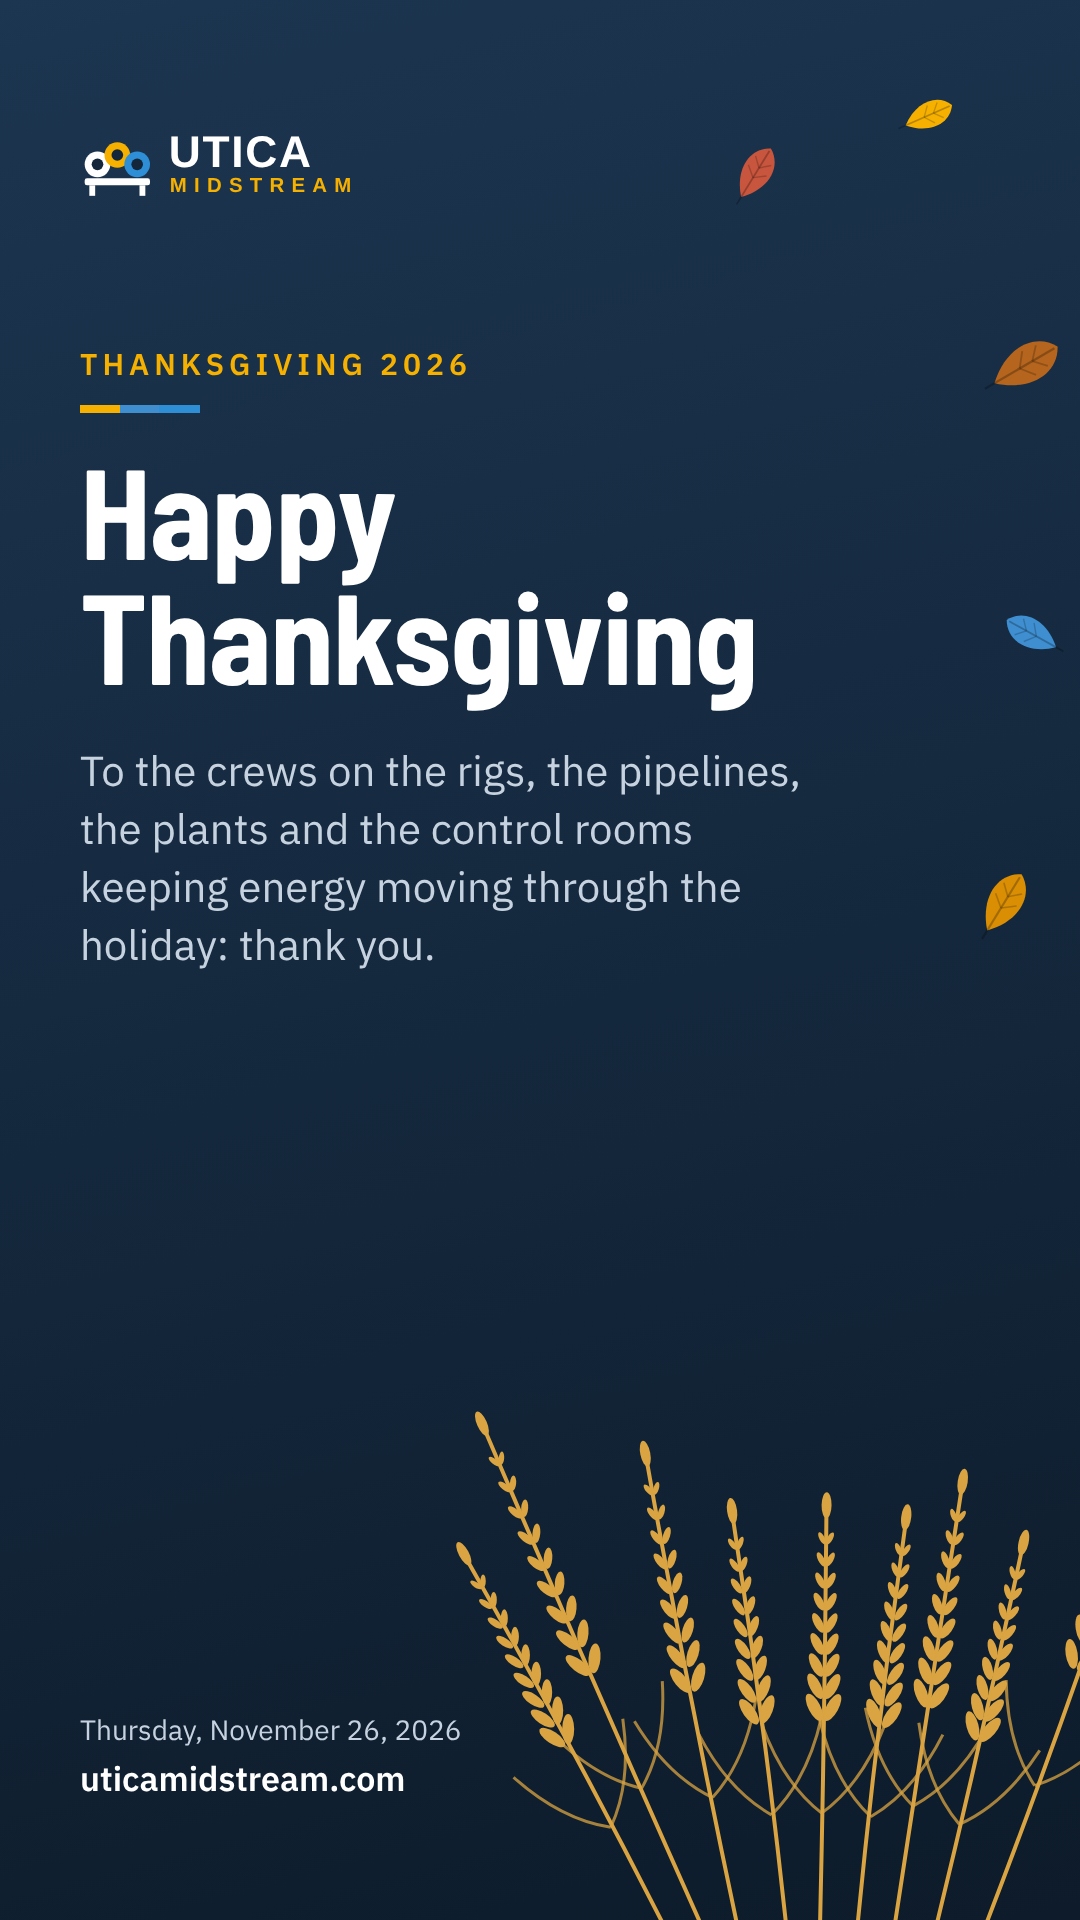 UTICA
MIDSTREAM
THANKSGIVING 2026
Happy
Thanksgiving
To the crews on the rigs, the pipelines,
the plants and the control rooms
keeping energy moving through the
holiday: thank you.
Thursday, November 26, 2026
uticamidstream.com